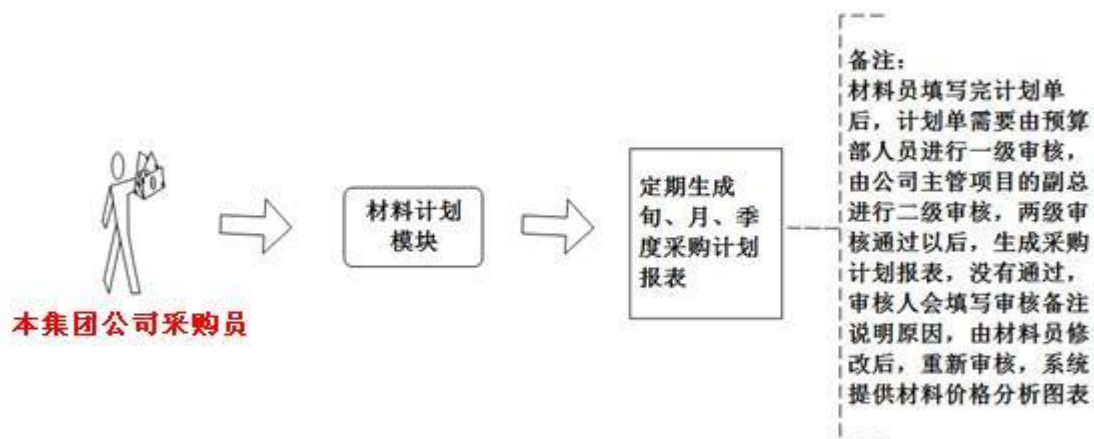 本集团公司采购员
材料计划
模块
定期生成
旬、月、季
度采购计划
报表
备注：
材料员填写完计划单
后，计划单需要由预算
部人员进行一级审核，
由公司主管项目的副总
进行二级审核，两级审
核通过以后，生成采购
计划报表，没有通过，
审核人会填写审核备注
说明原因，由材料员修
改后，重新审核，系统
提供材料价格分析图表